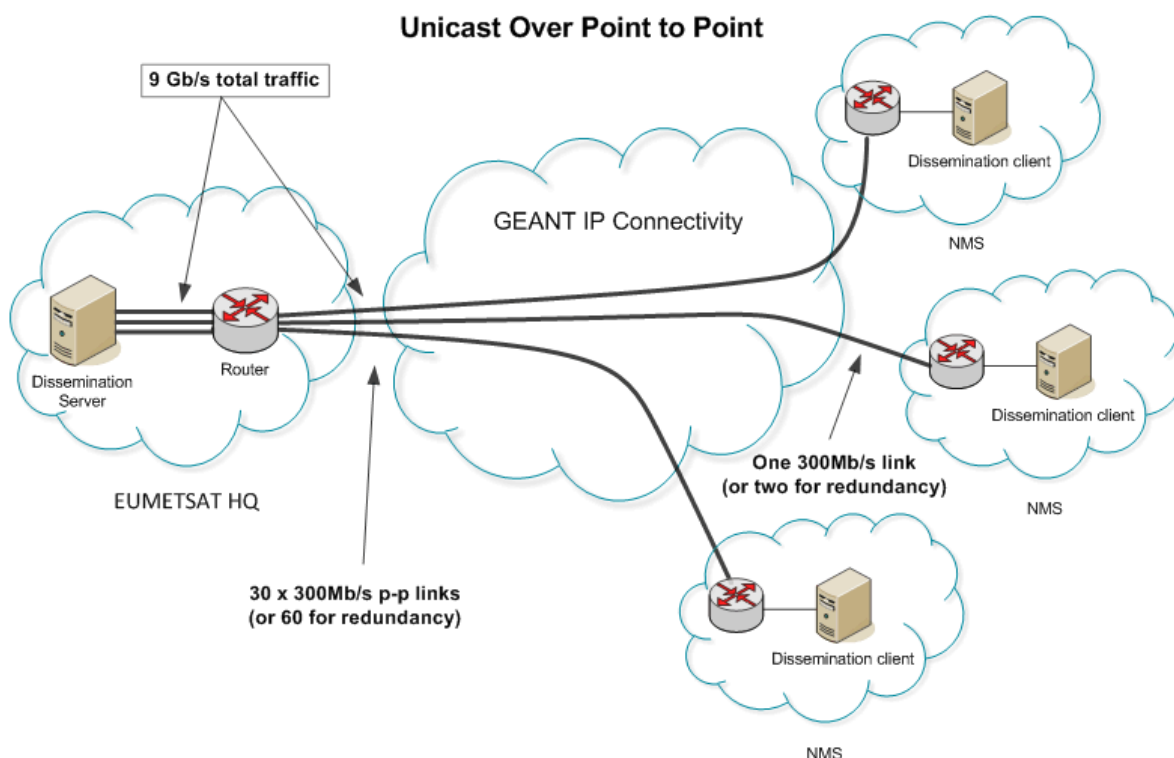 Unicast Over Point to Point
9 Gb/s total traffic
Dissemination client
NMS
GEANT IP Connectivity
Dissemination
Server
Router
EUMETSAT HQ
Dissemination client
NMS
One 300Mb/s link
(or two for redundancy)
30 x 300Mb/s p-p links
(or 60 for redundancy)
Dissemination client
NMS